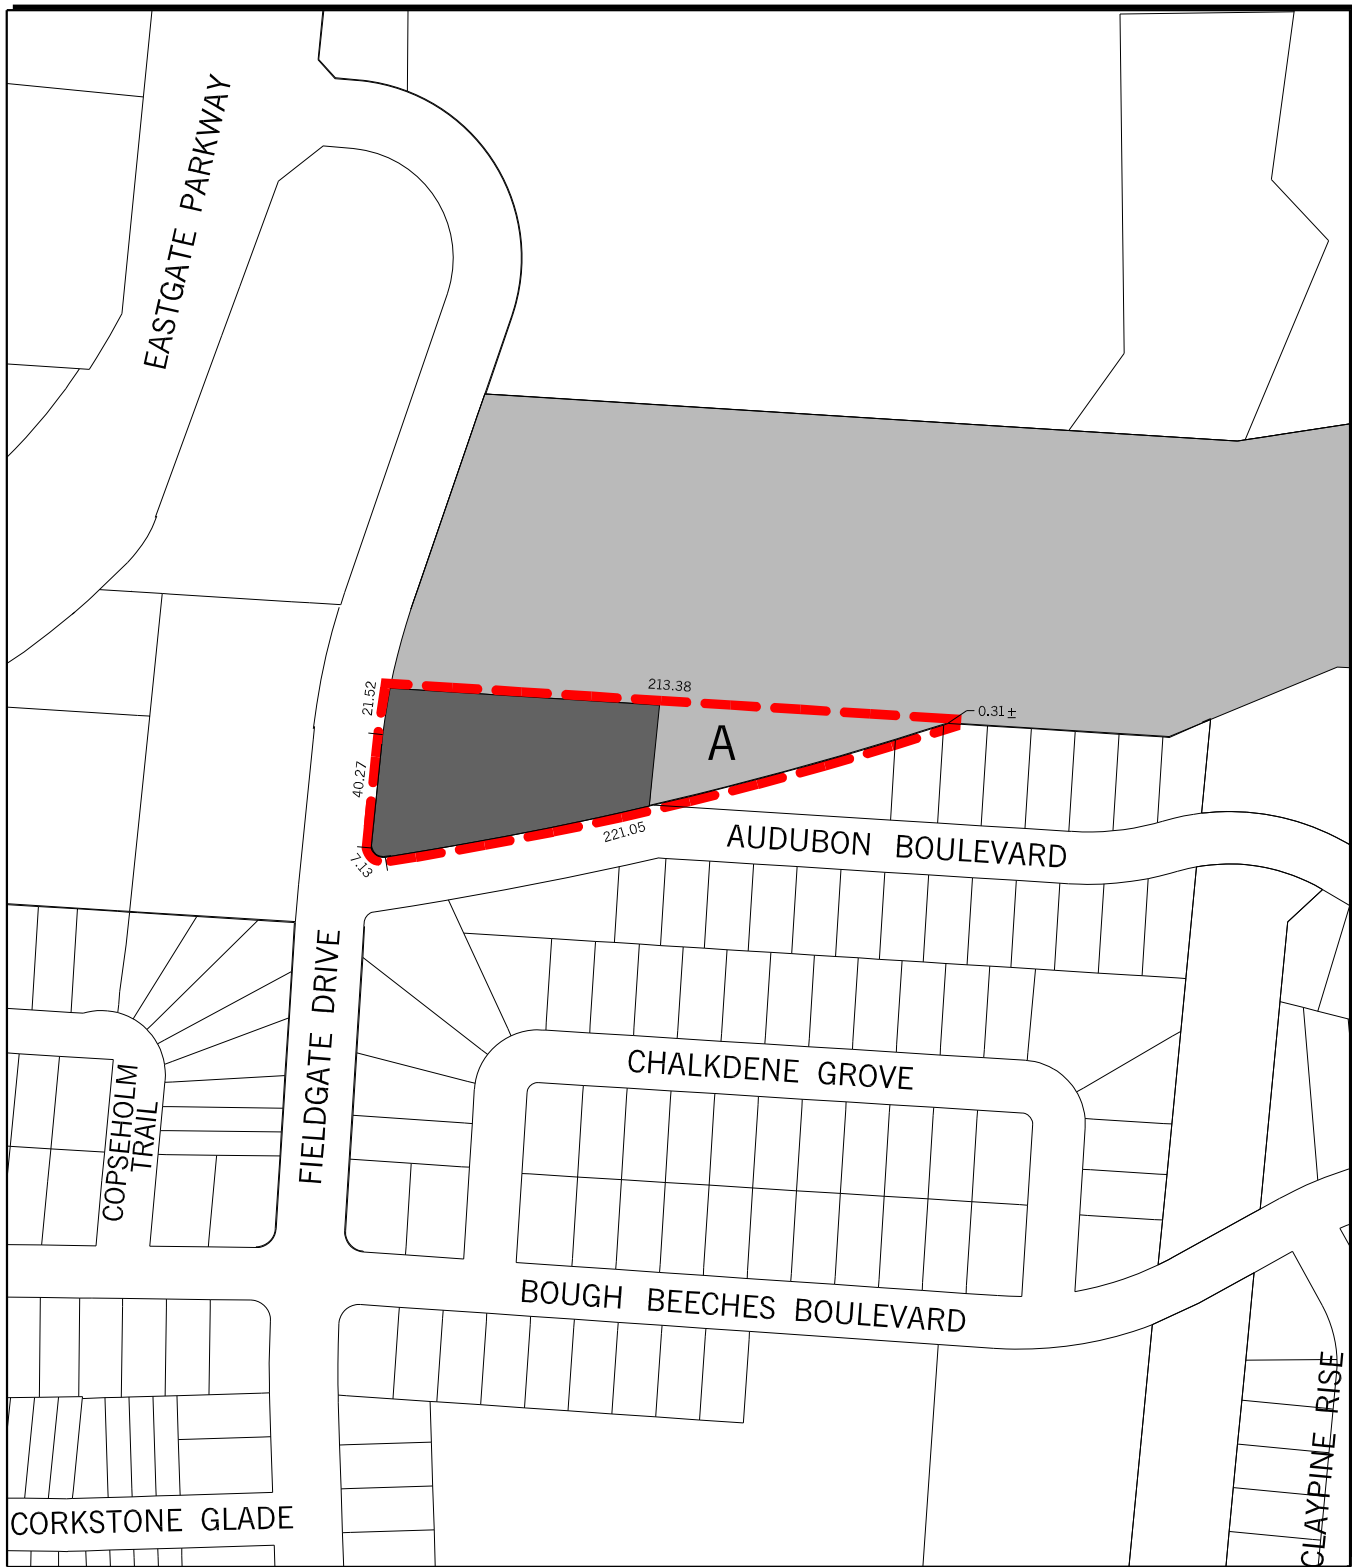 EASTGATE PARKWAY
21.52
213.38
0.31±
A
40.27
221.05
7.13
AUDUBON BOULEVARD
FIELDGATE DRIVE
CHALKDENE GROVE
COPSEHOLM
TRAIL
BOUGH BEECHES BOULEVARD
CLAYPINE RISE
CORKSTONE GLADE